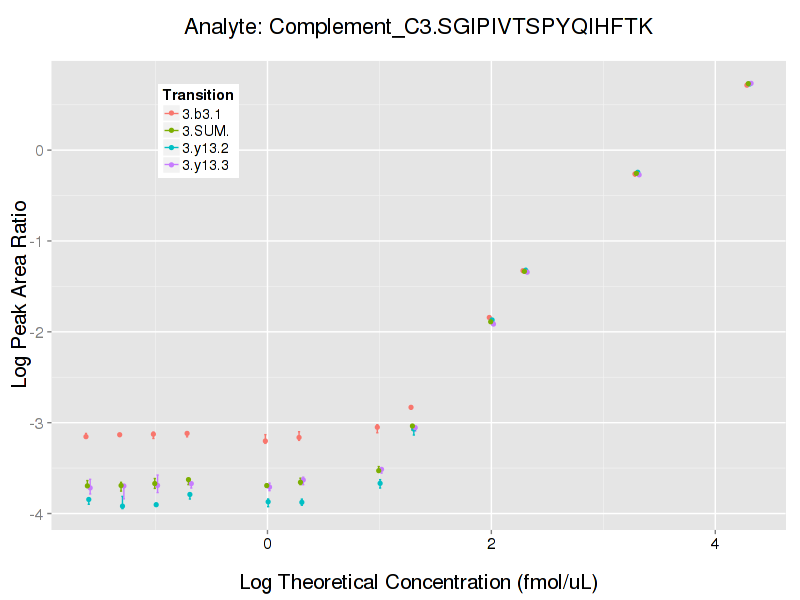 Analyte: Complement_C3.SGIPIVTSPYQIHFTK
Transition
3.b3.1
3.SUM.
3.y13.2
3.y13.3
Log Peak Area Ratio
0
-1
-2
-3
-4
0 2 4
Log Theoretical Concentration (fmol/uL)